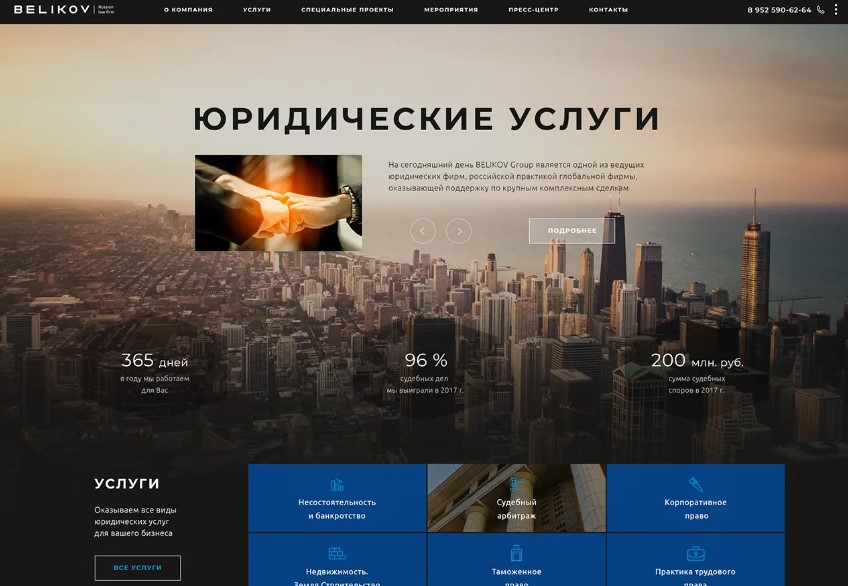 BELIKOV
Russian
law firm
О КОМПАНИЯ
УСЛУГИ
СПЕЦИАЛЬНЫЕ ПРОЕКТЫ
МЕРОПРИЯТИЯ
ПРЕСС-ЦЕНТР
КОНТАКТЫ
8 952 590-62-64
ЮРИДИЧЕСКИЕ УСЛУГИ
На сегодняшний день BELIKOV Group является одной из ведущих
юридических фирм, российской практикой глобальной фирмы,
оказывающей поддержку по крупным комплексным сделкам
ПОДРОБНЕЕ
365 дней
в году мы работаем
для Вас
96 %
судебных дел
мы выиграли в 2017 г.
200 млн. руб.
сумма судебных
споров в 2017 г.
УСЛУГИ
Оказываем все виды
юридических услуг
для вашего бизнеса
ВСЕ УСЛУГИ
Несостоятельность
и банкротство
Судебный
арбитраж
Корпоративное
право
Недвижимость.
Земля. Строительство
Таможенное
право
Практика трудового
права